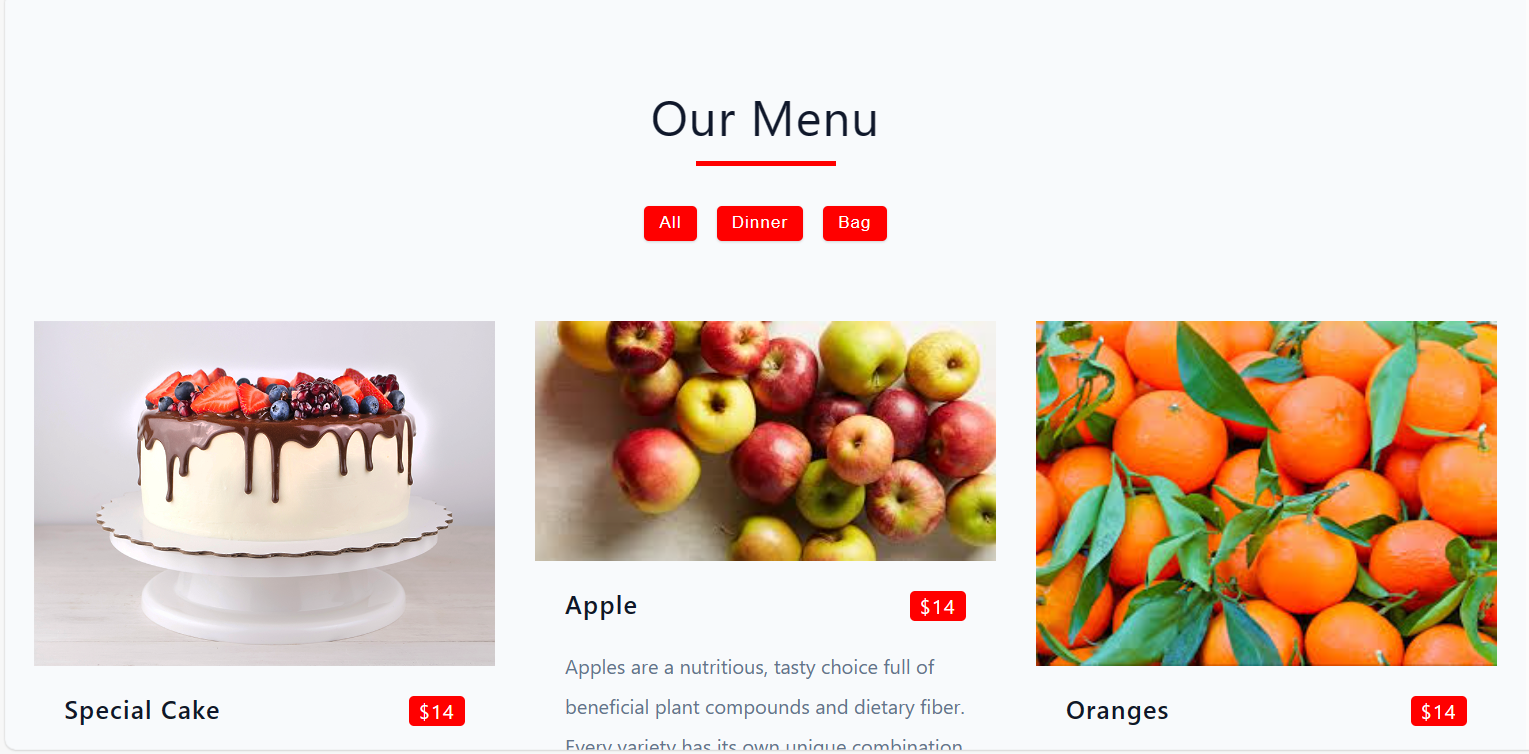 Our Menu
All Dinner Bag
Apple $14
Apples are a nutritious, tasty choice full of
beneficial plant compounds and dietary fiber.
Every variety has its own unique combination
Special Cake $14
Oranges $14